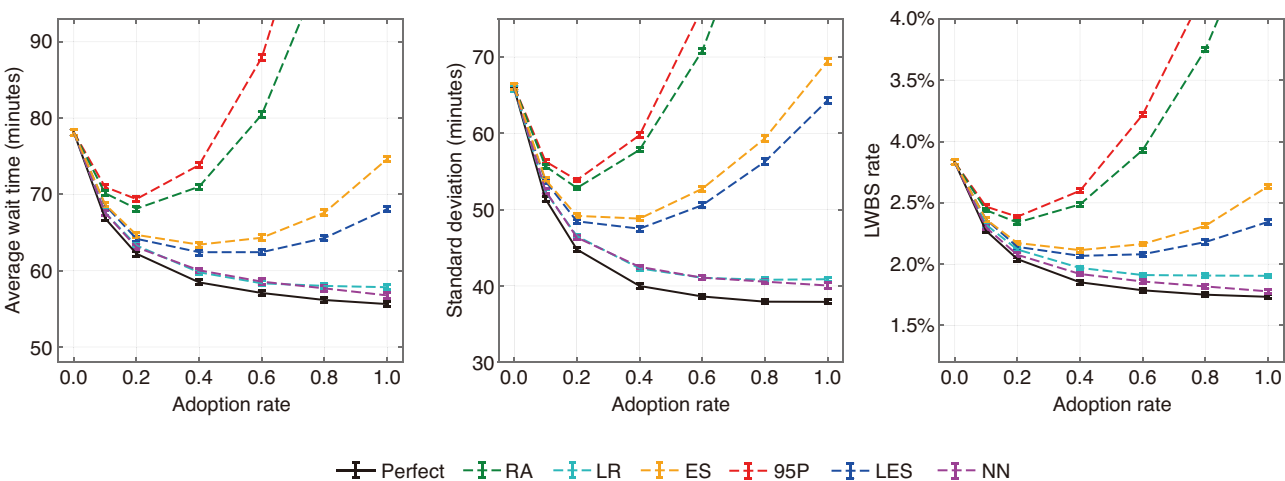 Average wait time (minutes)
90
80
70
60
50
0.0 0.2 0.4 0.6 0.8 1.0
Adoption rate
Standard deviation (minutes)
70
60
50
40
30
0.0 0.2 0.4 0.6 0.8 1.0
Adoption rate
LWBS rate
4.0%
3.5%
4.0%
2.5%
2.0%
1.5%
0.0 0.2 0.4 0.6 0.8 1.0
Adoption rate
Perfect RA LR ES 95P LES NN